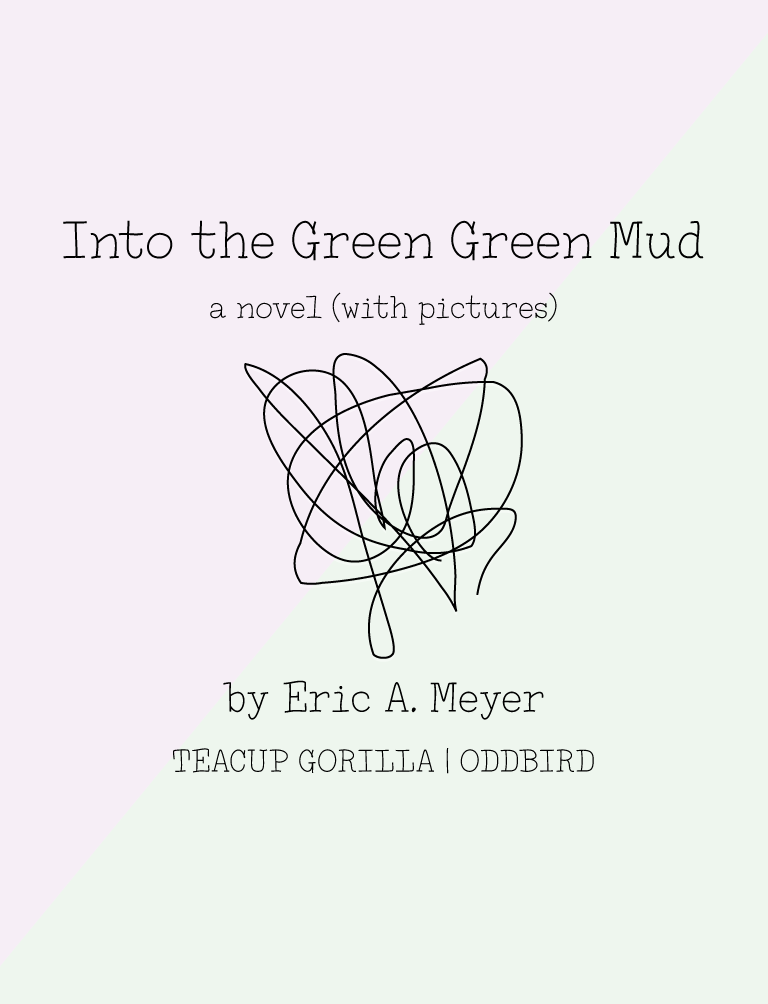 Into the Green Green Mud
a novel (with pictures)
by Eric A. Meyer
TEACUP GORILLA | ODDBIRD